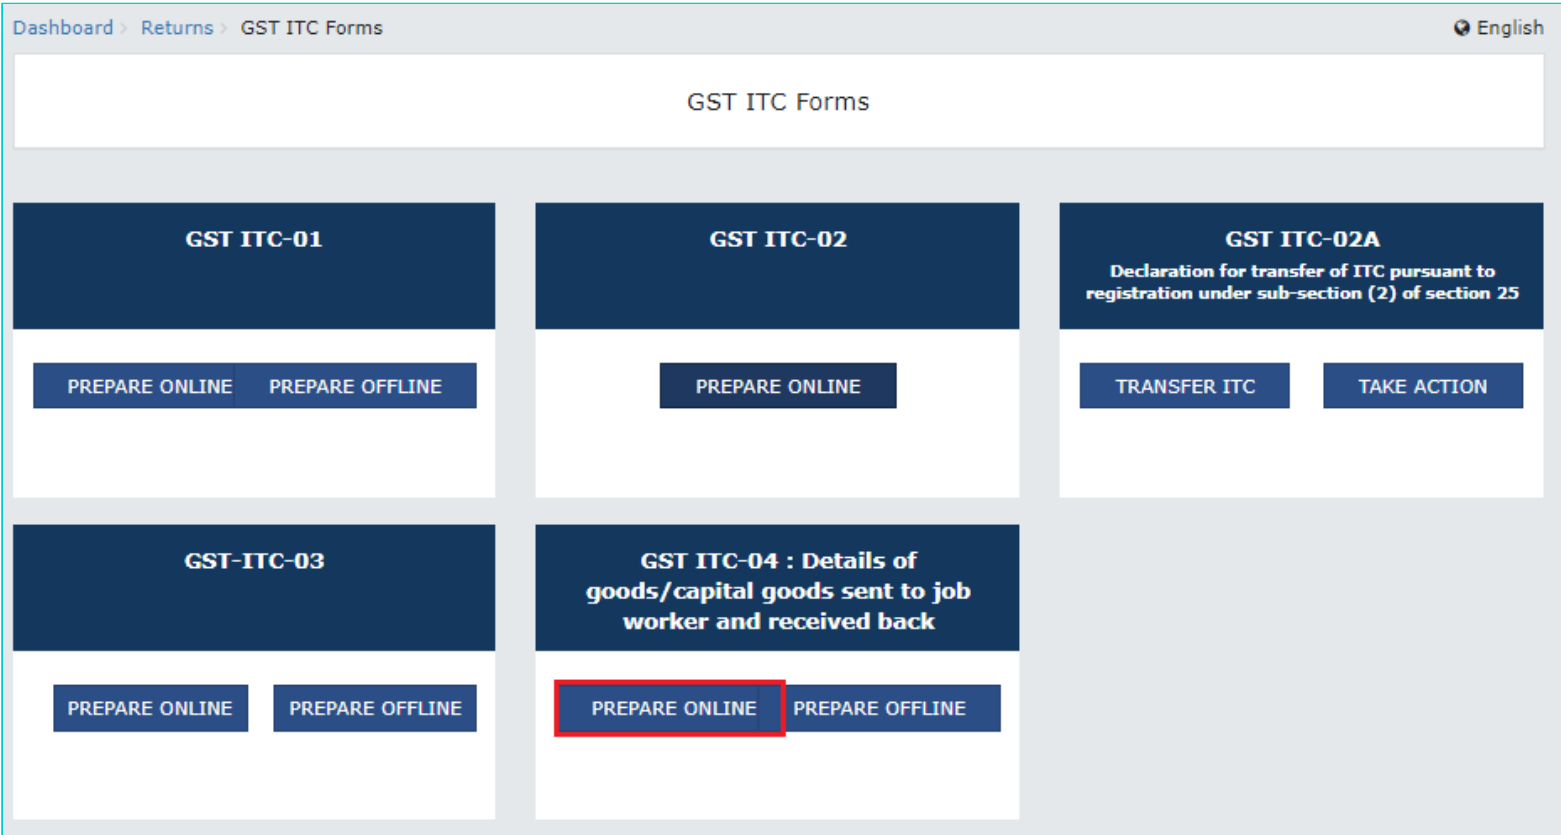 Dashboard > Returns > GST ITC Forms
English
GST ITC Forms
GST ITC-01
PREPARE ONLINE
PREPARE OFFLINE
GST ITC-02
PREPARE ONLINE
GST ITC-02A
Declaration for transfer of ITC pursuant to
registration under sub-section (2) of section 25
TRANSFER ITC
TAKE ACTION
GST-ITC-03
PREPARE ONLINE
PREPARE OFFLINE
GST ITC-04 : Details of
goods/capital goods sent to job
worker and received back
PREPARE ONLINE
PREPARE OFFLINE